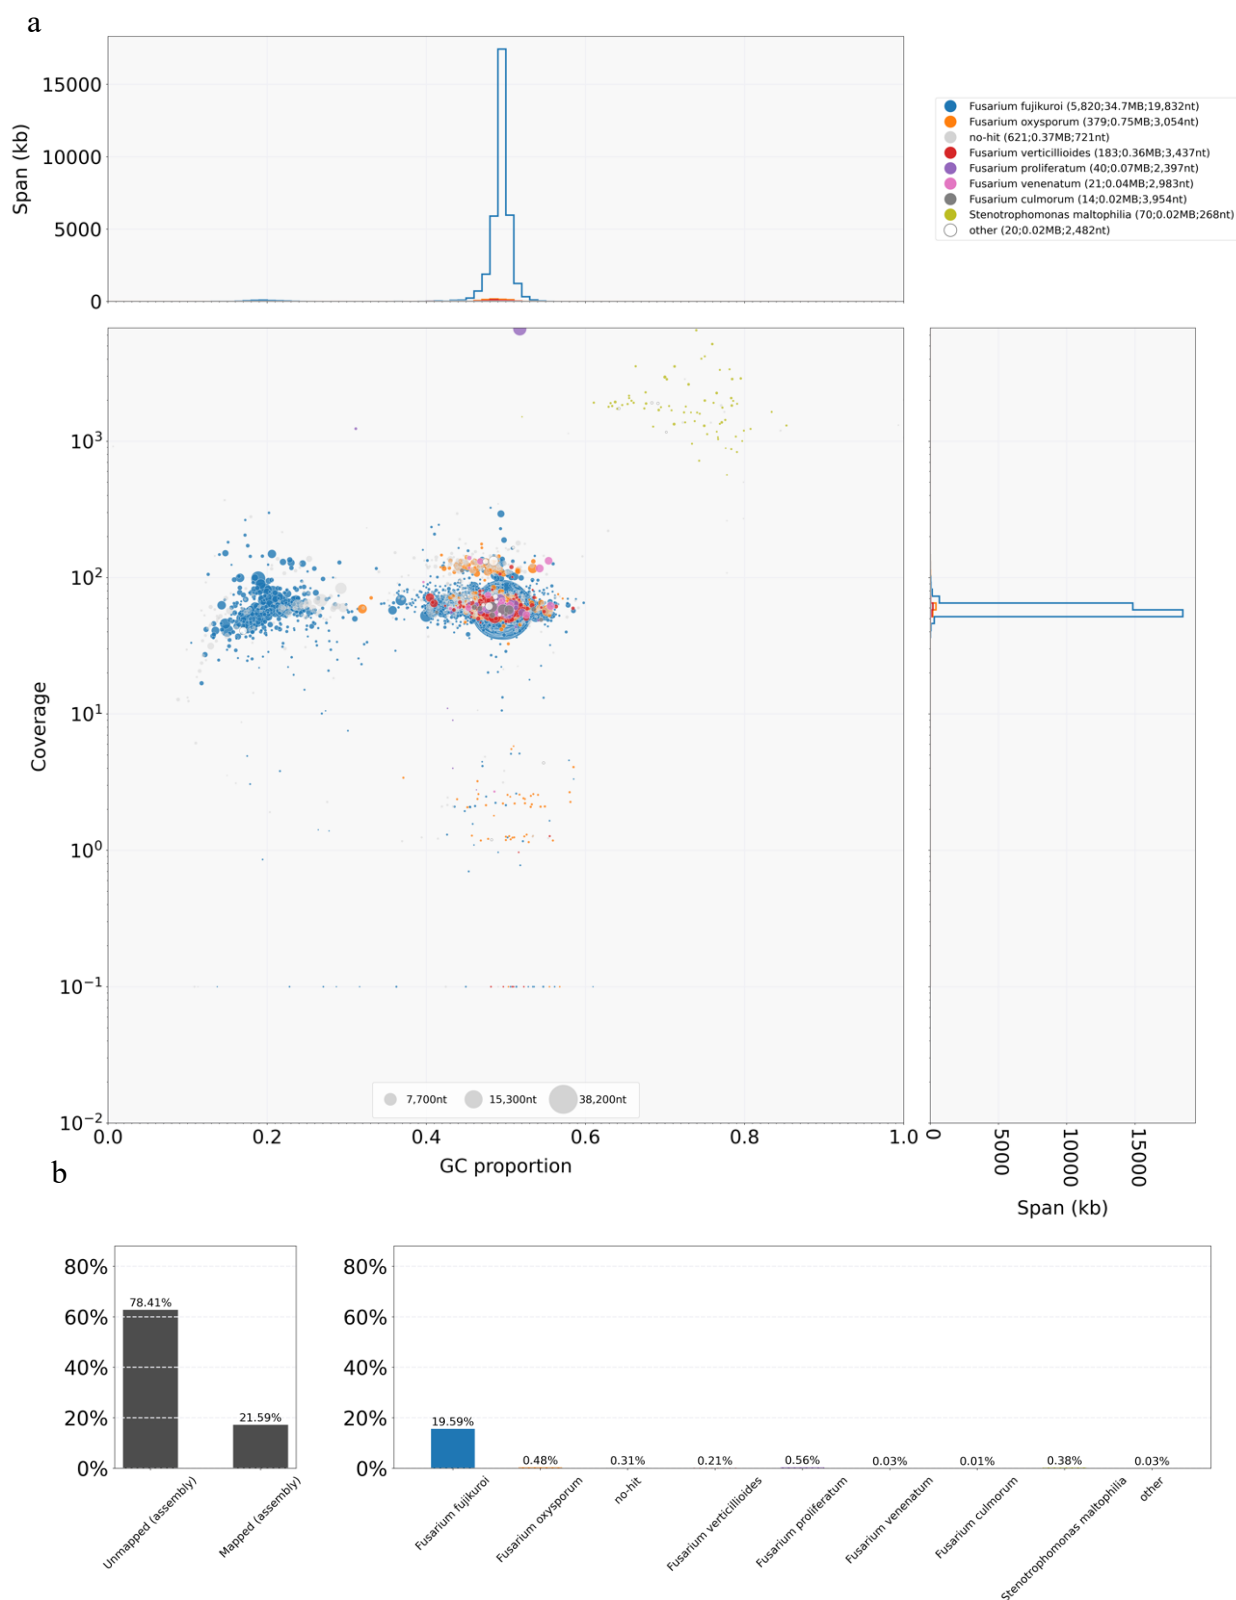 a
15000
10000
5000
0
Span (kb)
Fusarium fujikuroi (5,820;34.7MB;19,832nt)
Fusarium oxysporum (379;0.75MB;3,054nt)
no-hit (621;0.37MB;721nt)
Fusarium verticillioides (183;0.36MB;3,437nt)
Fusarium proliferatum (40;0.07MB;2,397nt)
Fusarium venenatum (21;0.04MB;2,983nt)
Fusarium culmorum (14;0.02MB;3,954nt)
Stenotrophomonas maltophilia (70;0.02MB;268nt)
other (20;0.02MB;2,482nt)
10³
10²
10¹
10⁰
10⁻¹
10⁻²
Coverage
7,700nt 15,300nt 38,200nt
0.0 0.2 0.4 0.6 0.8 1.0
GC proportion
0 5000 10000 15000
Span (kb)
b
80%
60%
40%
20%
0%
78.41%
21.59%
Unmapped (assembly)
Mapped (assembly)
80%
60%
40%
20%
0%
19.59%
0.48%
0.31%
0.21%
0.56%
0.03%
0.01%
0.38%
0.03%
Fusarium fujikuroi
Fusarium oxysporum
no-hit
Fusarium verticillioides
Fusarium proliferatum
Fusarium venenatum
Fusarium culmorum
Stenotrophomonas maltophilia
other